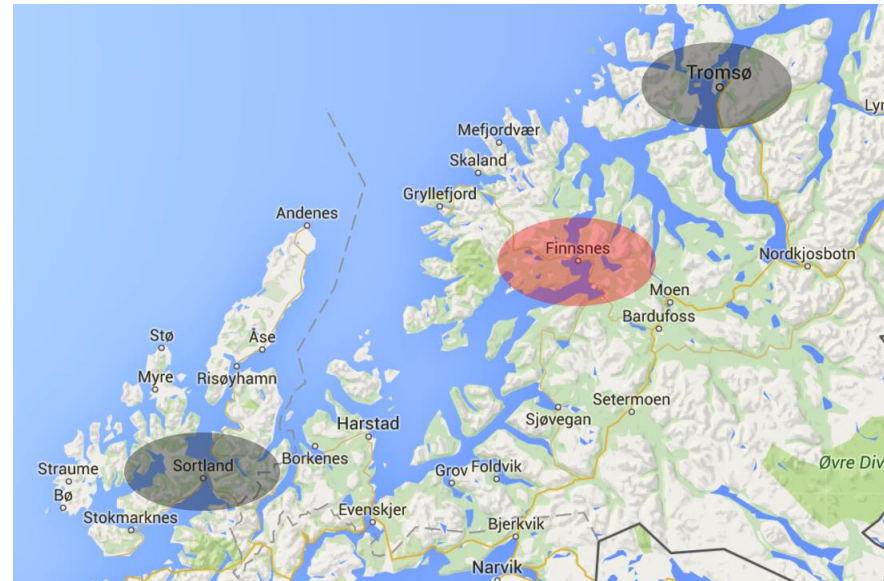 Tromsø
Lyn
Mefjordvær
Skaland
Gryllefjord
Andenes
Finnsnes
Nordkjosbotn
Moen
Bardufoss
Stø
Åse
Myre
Risøyhamn
Setermoen
Sjøvegan
Harstad
Borkenes
Straume
Sortland
Grov
Foldvik
Øvre Div
Bø
Stokmarknes
Evenskjer
Bjerkvik
Narvik